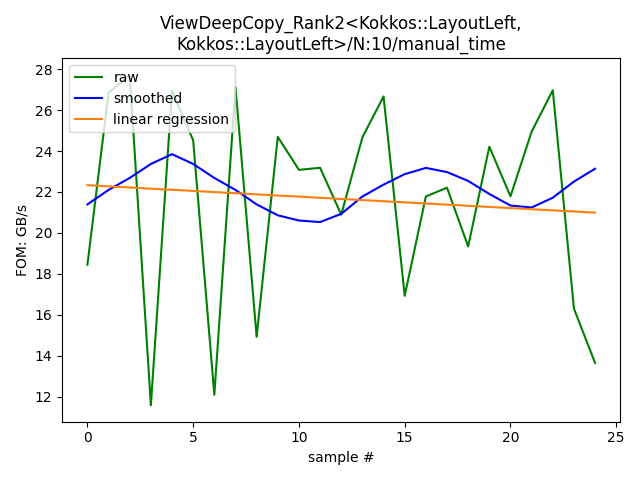 ViewDeepCopy_Rank2<Kokkos::LayoutLeft,
Kokkos::LayoutLeft>/N:10/manual_time
raw
smoothed
linear regression
FOM: GB/s
28
26
24
22
20
18
16
14
12
0
5
10
15
20
25
sample #